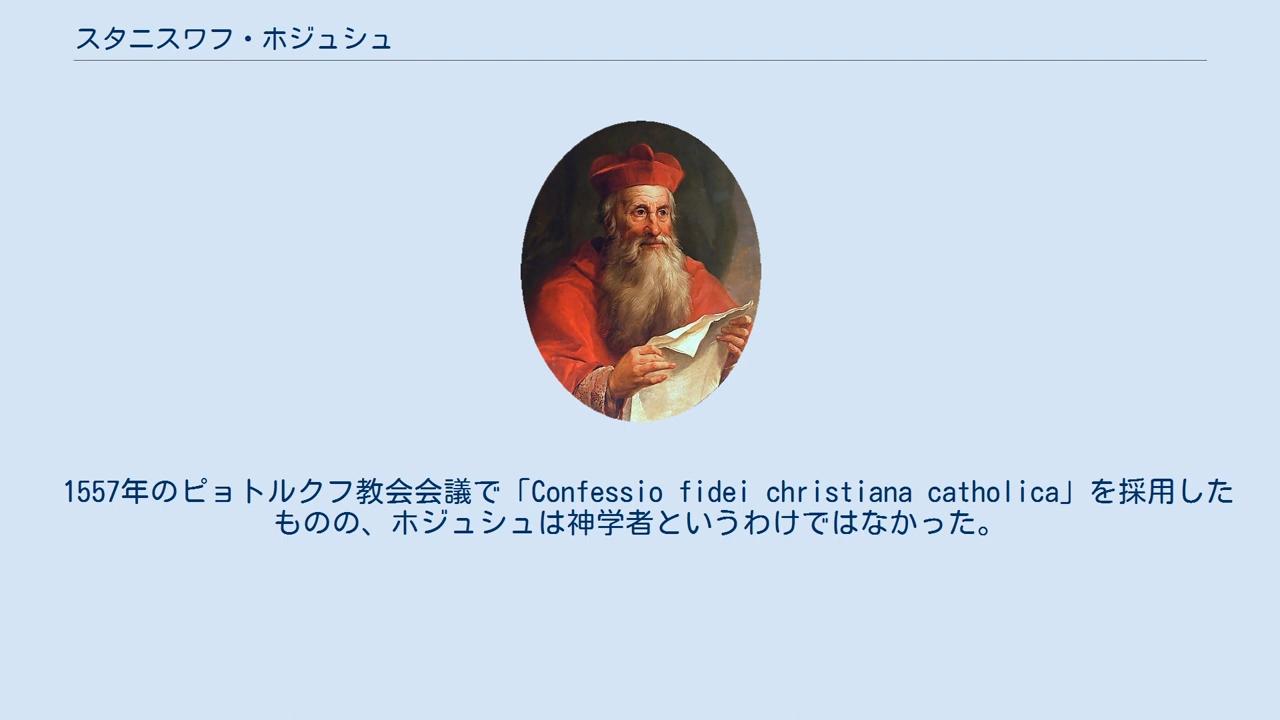 スタニスワフ・ホジュシュ
1557年のピョトルクフ教会会議で「Confessio fidei christiana catholica」を採用した
ものの、ホジュシュは神学者というわけではなかった。